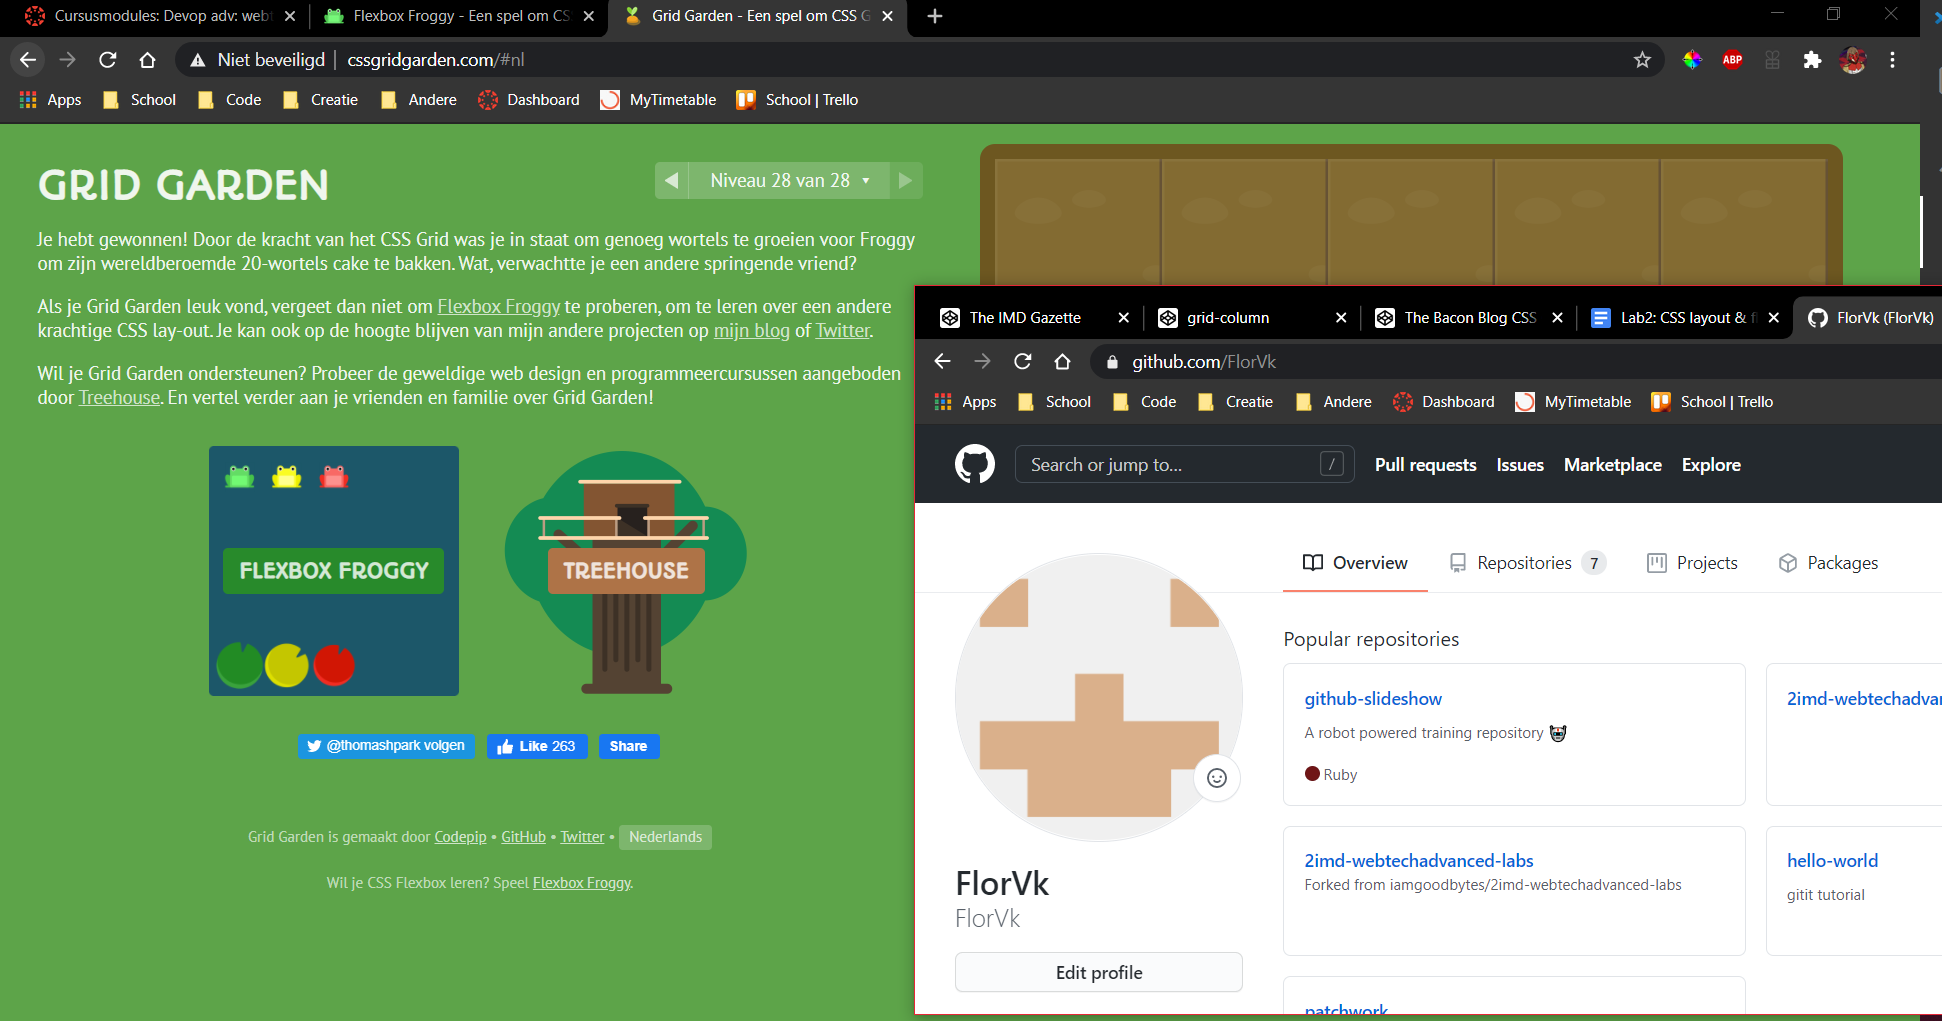 Cursusmodules: Devop adv: web
Flexbox Froggy - Een spel om CS
Grid Garden - Een spel om CSS G
Niet beveiligd
cssgridgarden.com/#nl
ABP
Apps
School
Code
Creatie
Andere
Dashboard
MyTimetable
School | Trello
GRID GARDEN
Niveau 28 van 28
Je hebt gewonnen! Door de kracht van het CSS Grid was je in staat om genoeg wortels te groeien voor Froggy
om zijn wereldberoemde 20-wortels cake te bakken. Wat, verwachtte je een andere springende vriend?
Als je Grid Garden leuk vond, vergeet dan niet om Flexbox Froggy te proberen, om te leren over een andere
krachtige CSS lay-out. Je kan ook op de hoogte blijven van mijn andere projecten op mijn blog of Twitter.
Wil je Grid Garden ondersteunen? Probeer de geweldige web design en programmeercursussen aangeboden
door Treehouse. En vertel verder aan je vrienden en familie over Grid Garden!
FLEXBOX FROGGY
TREEHOUSE
@thomashpark volgen
Like 263
Share
Grid Garden is gemaakt door Codepip • GitHub • Twitter • Nederlands
Wil je CSS Flexbox leren? Speel Flexbox Froggy.
The IMD Gazette
grid-column
The Bacon Blog CSS
Lab2: CSS layout & f
FlorVk (FlorVk)
github.com/FlorVk
Apps
School
Code
Creatie
Andere
Dashboard
MyTimetable
School | Trello
Search or jump to...
/
Pull requests
Issues
Marketplace
Explore
Overview
Repositories 7
Projects
Packages
Popular repositories
github-slideshow
A robot powered training repository
Ruby
2imd-webtechadva
2imd-webtechadvanced-labs
Forked from iamgoodbytes/2imd-webtechadvanced-labs
hello-world
gitit tutorial
patchwork
FlorVk
FlorVk
Edit profile